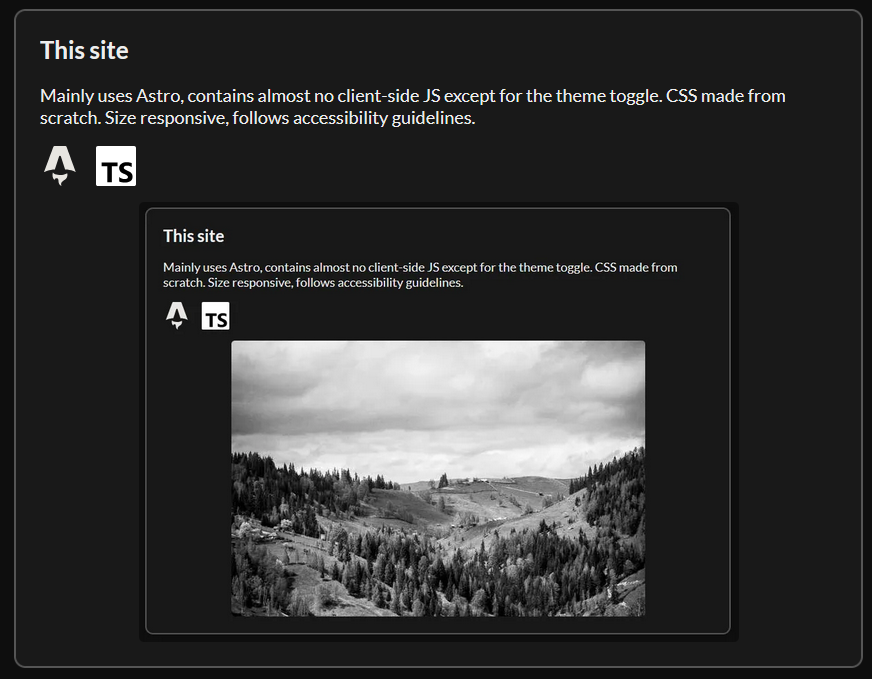 This site
Mainly uses Astro, contains almost no client-side JS except for the theme toggle. CSS made from
scratch. Size responsive, follows accessibility guidelines.
TS
This site
Mainly uses Astro, contains almost no client-side JS except for the theme toggle. CSS made from
scratch. Size responsive, follows accessibility guidelines.
TS